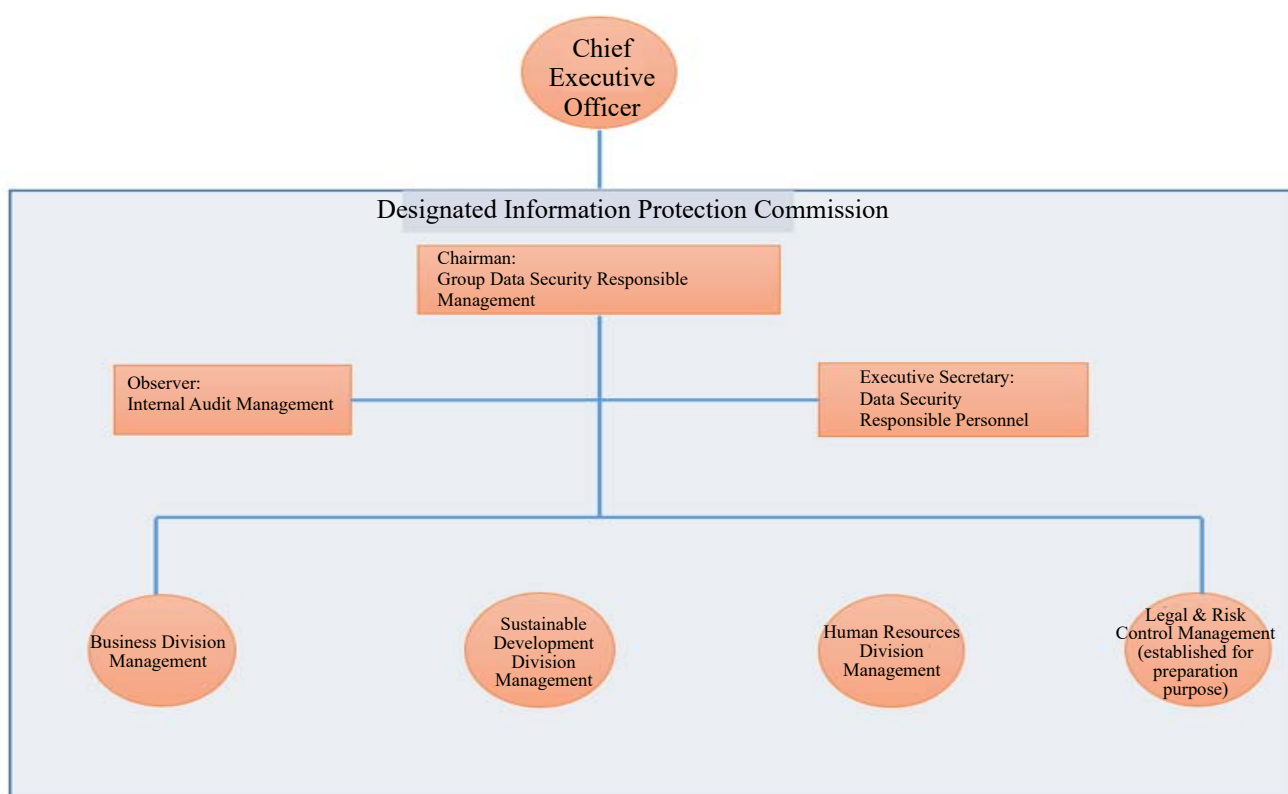 Chief
Executive
Officer
Designated Information Protection Commission
Chairman:
Group Data Security Responsible
Management
Observer:
Internal Audit Management
Executive Secretary:
Data Security
Responsible Personnel
Business Division
Management
Sustainable
Development
Division
Management
Human Resources
Division
Management
Legal & Risk
Control Management
(established for
preparation
purpose)